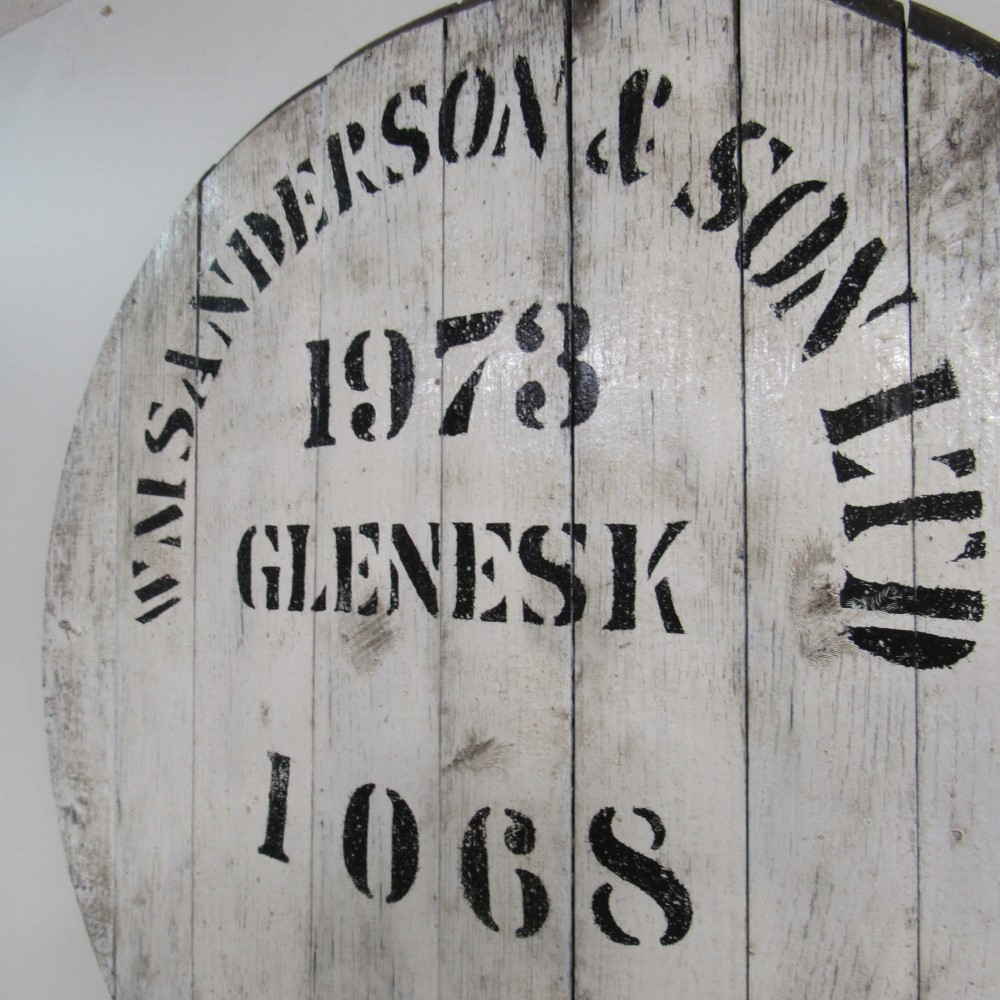 WM SANDERSON & SON LTD
1973
GLENESK
1068